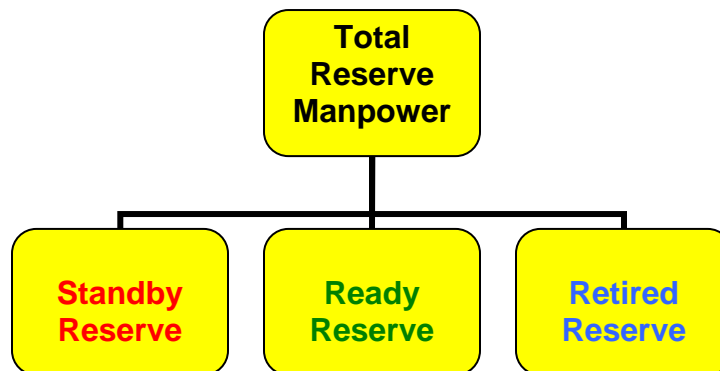 Total
Reserve
Manpower
Standby
Reserve
Ready
Reserve
Retired
Reserve